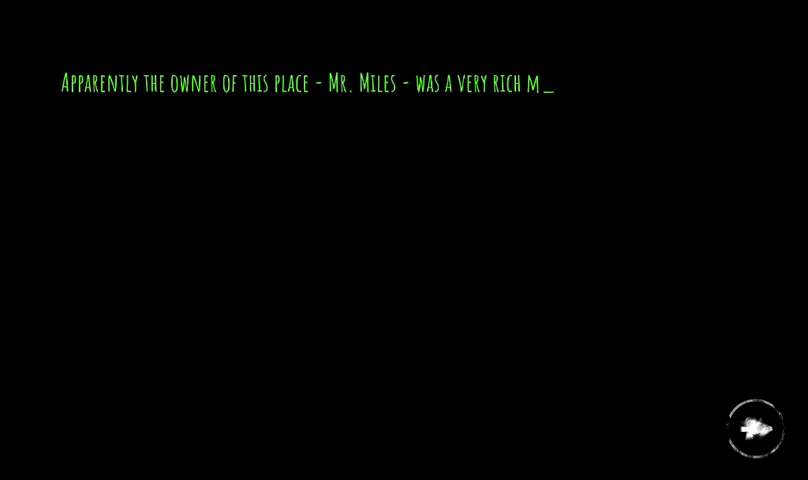 Apparently the owner of this place - Mr. Miles - was a very rich m_